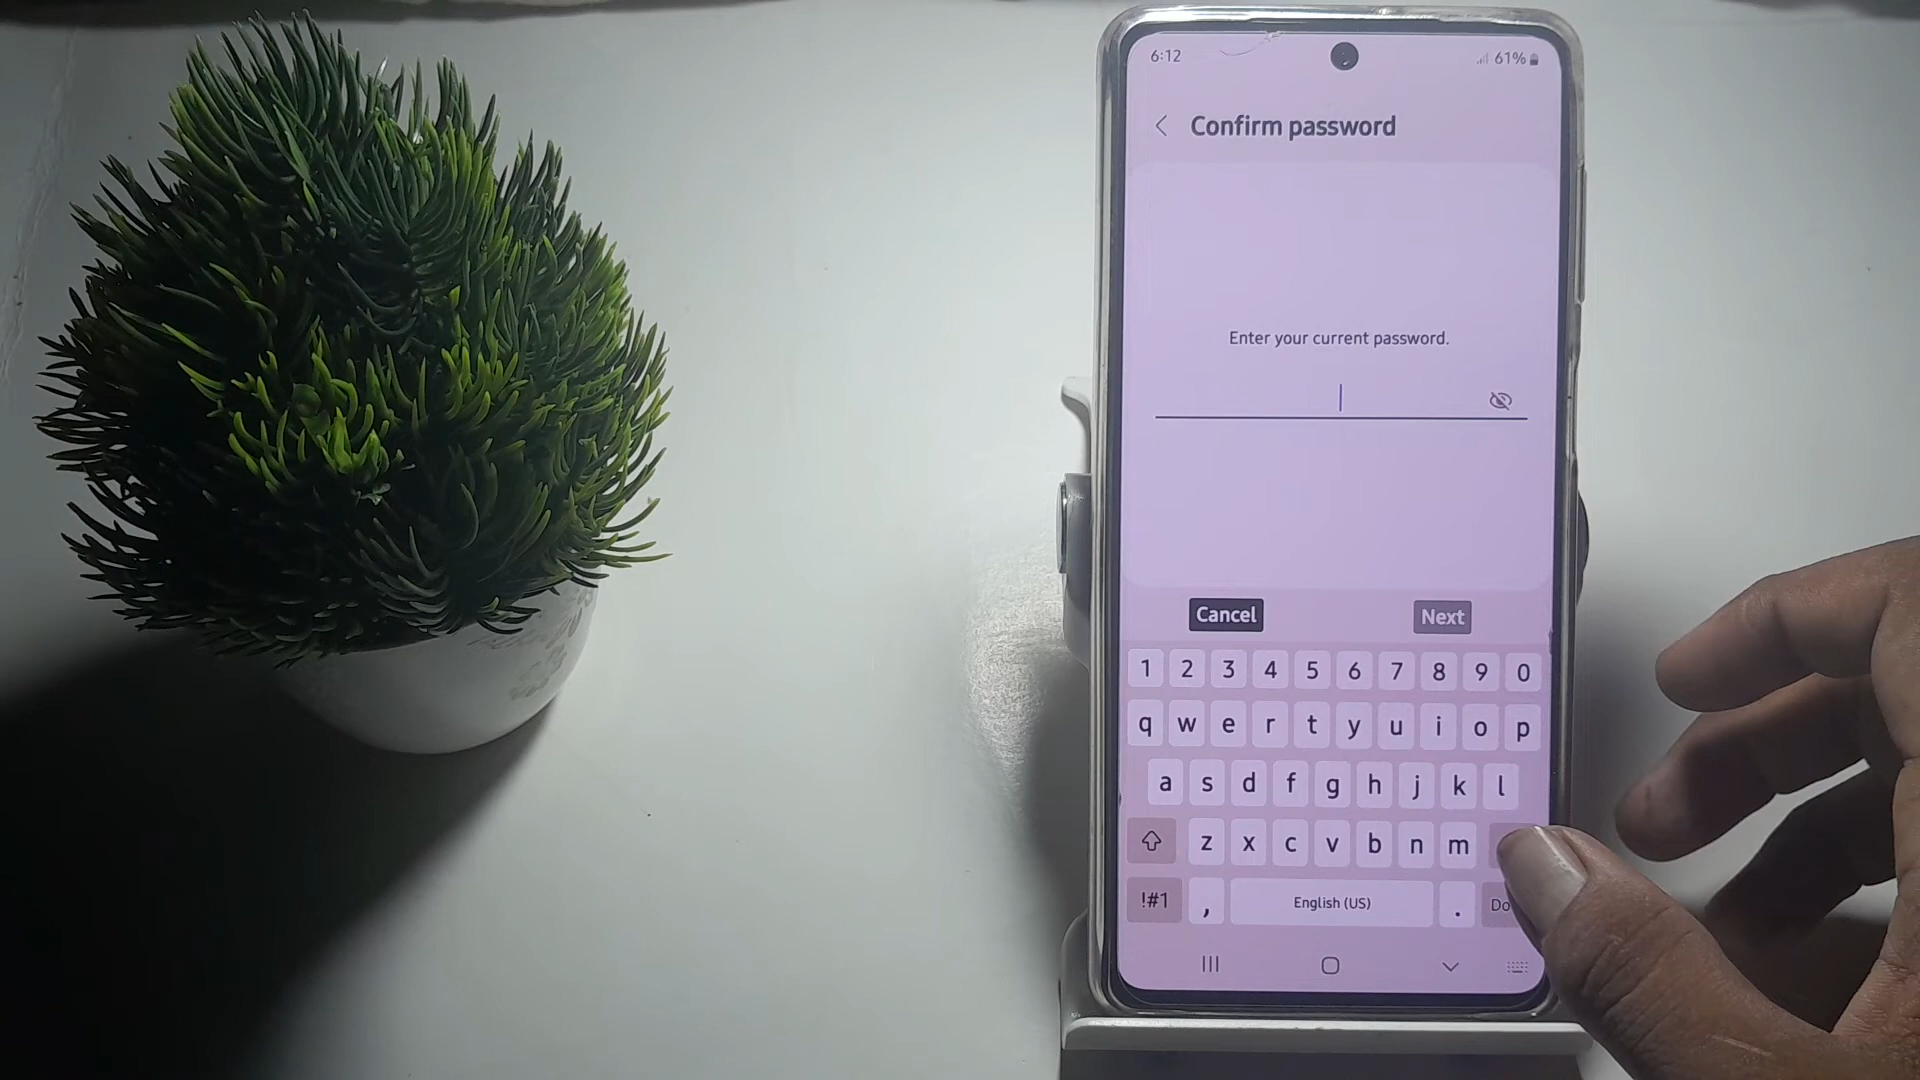 6:12
61%
Confirm password
Enter your current password.
Cancel
Next
1 2 3 4 5 6 7 8 9 0
q w e r t y u i o p
a s d f g h j k l
z x c v b n m
!#1 , English (US) . Do